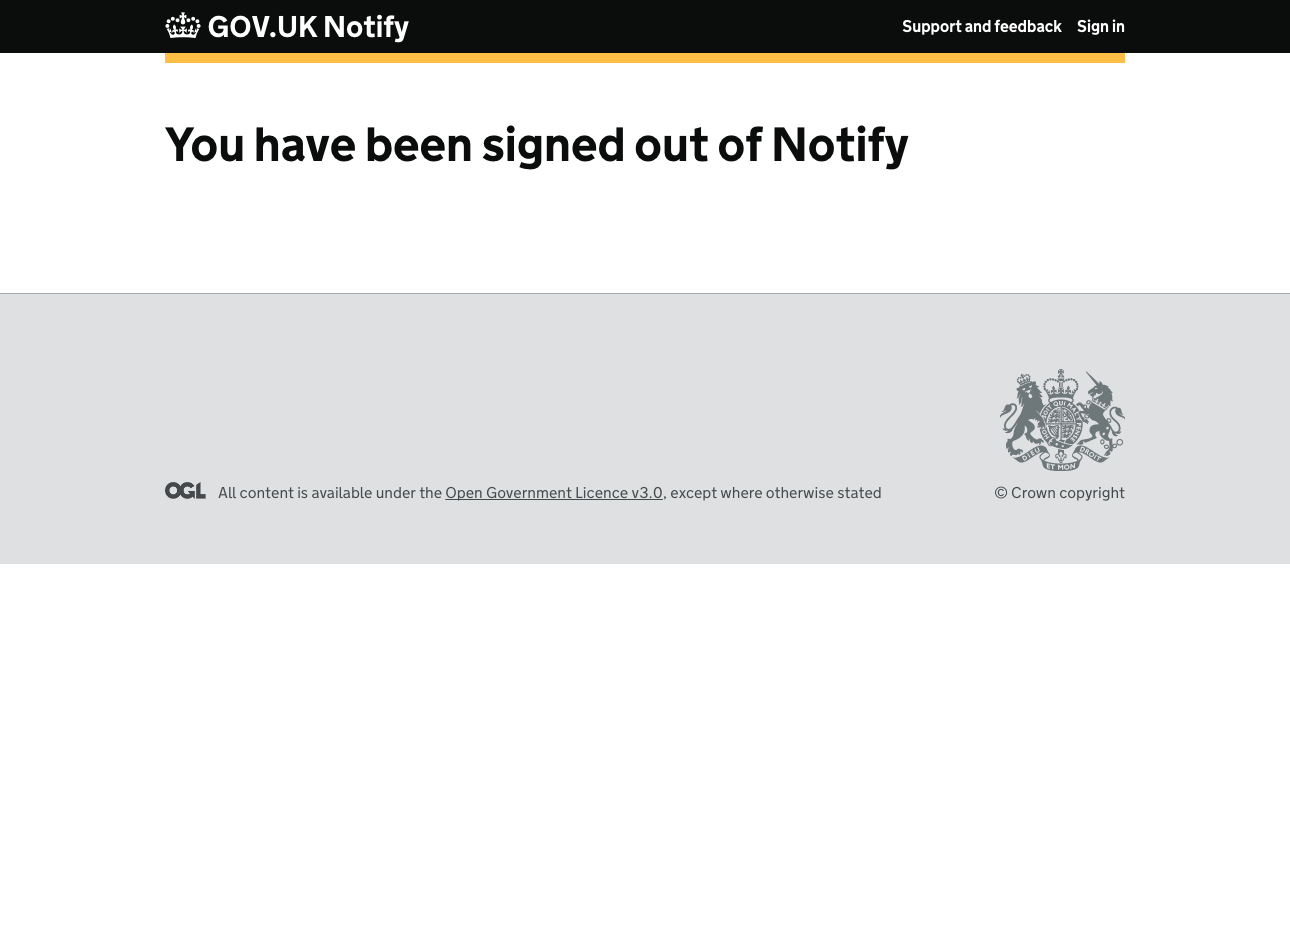 GOV.UK Notify
Support and feedback
Sign in
You have been signed out of Notify
OGL
All content is available under the Open Government Licence v3.0, except where otherwise stated
DIEU ET MON DROIT
© Crown copyright